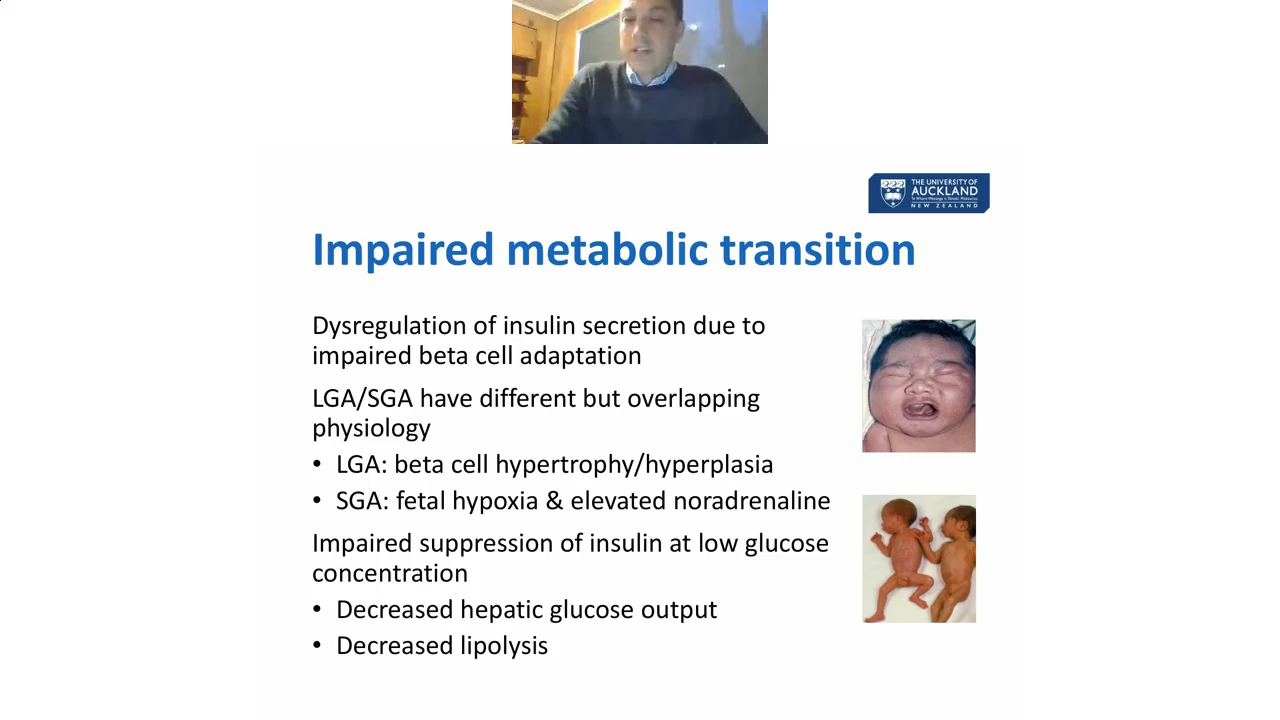 THE UNIVERSITY OF
AUCKLAND
NEW ZEALAND
Impaired metabolic transition
Dysregulation of insulin secretion due to
impaired beta cell adaptation
LGA/SGA have different but overlapping
physiology
• LGA: beta cell hypertrophy/hyperplasia
• SGA: fetal hypoxia & elevated noradrenaline
Impaired suppression of insulin at low glucose
concentration
• Decreased hepatic glucose output
• Decreased lipolysis